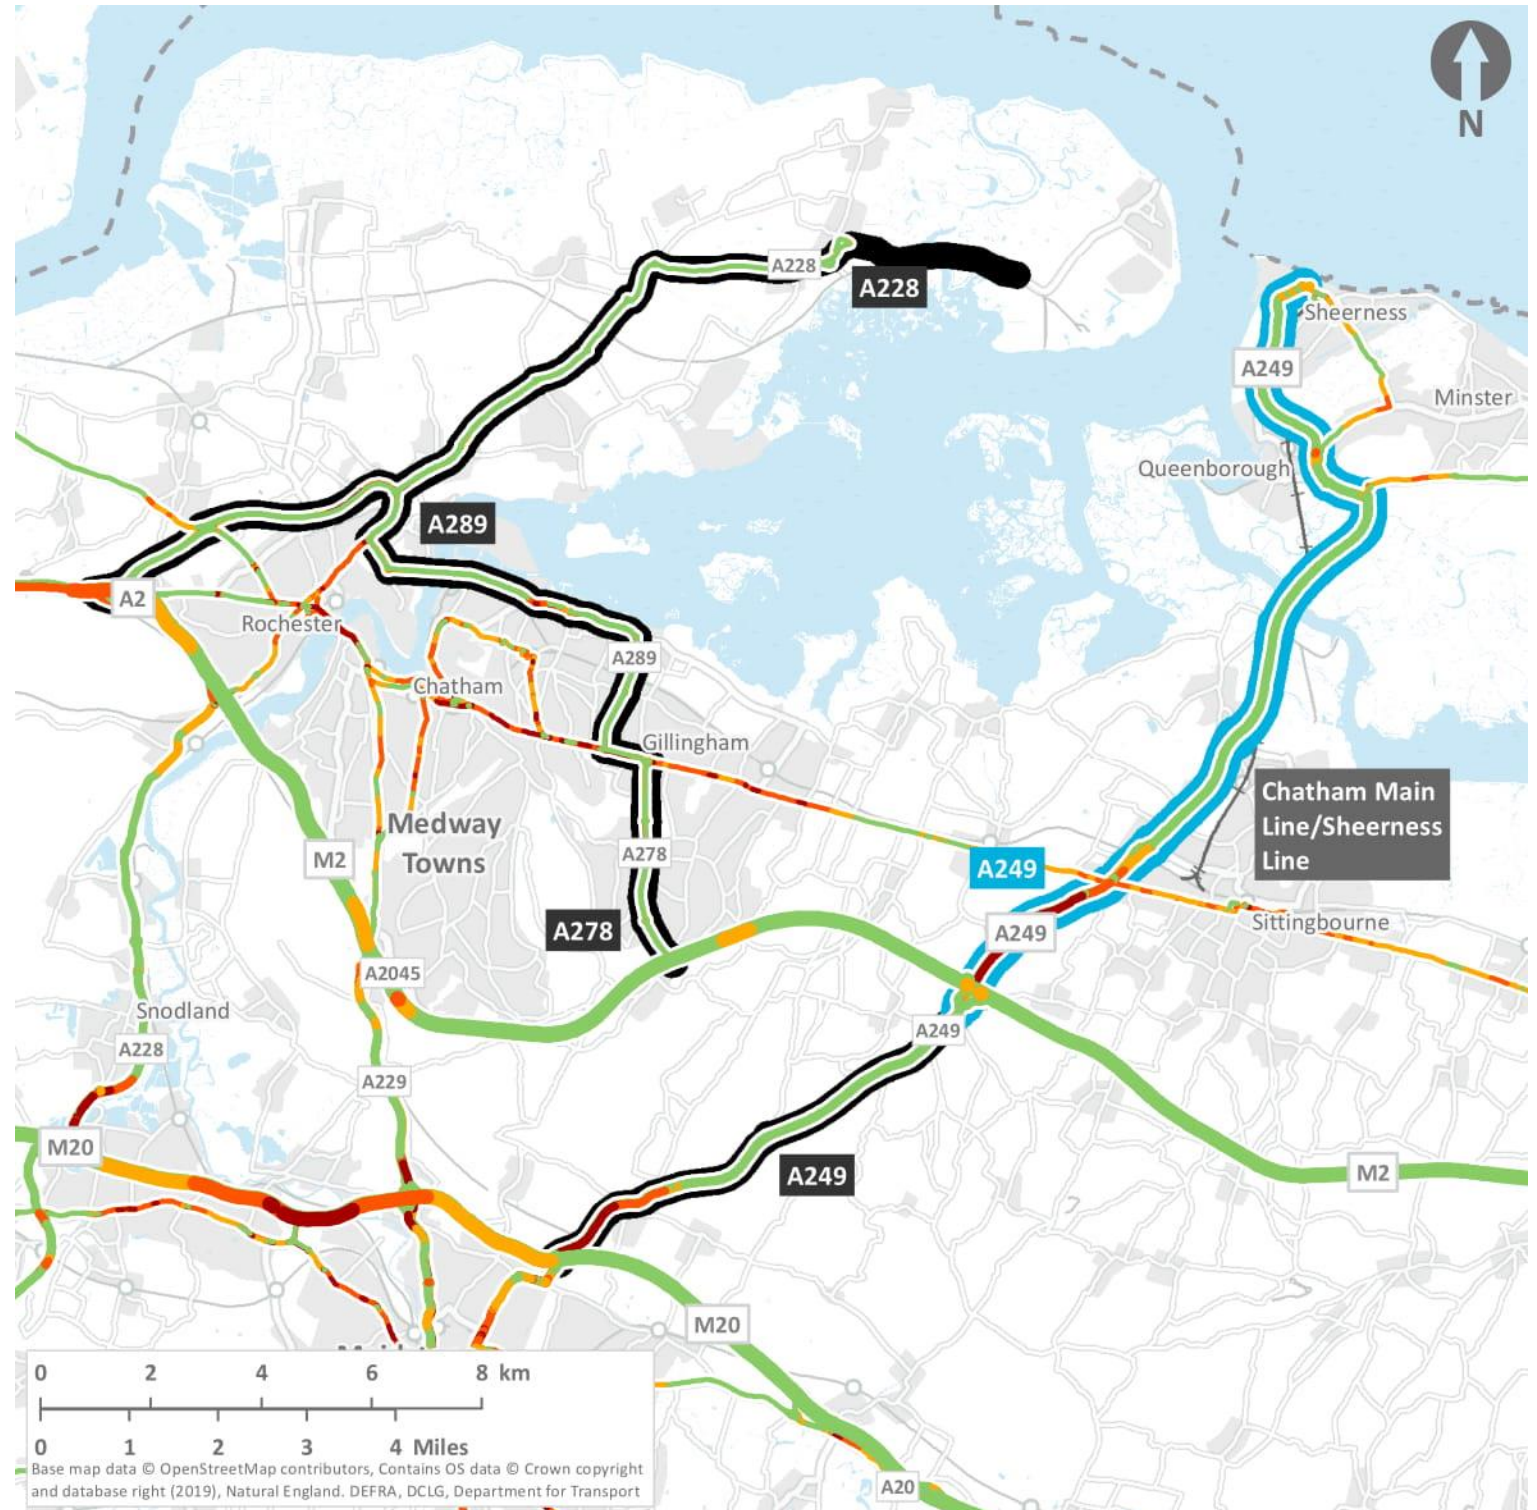 N
A228
A228
Sheerness
A249
Minster
Queenborough
A289
A2
Rochester
A289
Chatham
Gillingham
Chatham Main
Line/Sheerness
Line
Medway
Towns
M2
A278
A249
A278
A249
Sittingbourne
A2045
Snodland
A249
A228
A229
M20
A249
M2
M20
0 2 4 6 8 km
0 1 2 3 4 Miles
Base map data © OpenStreetMap contributors, Contains OS data © Crown copyright
and database right (2019), Natural England. DEFRA, DCLG, Department for Transport
A20